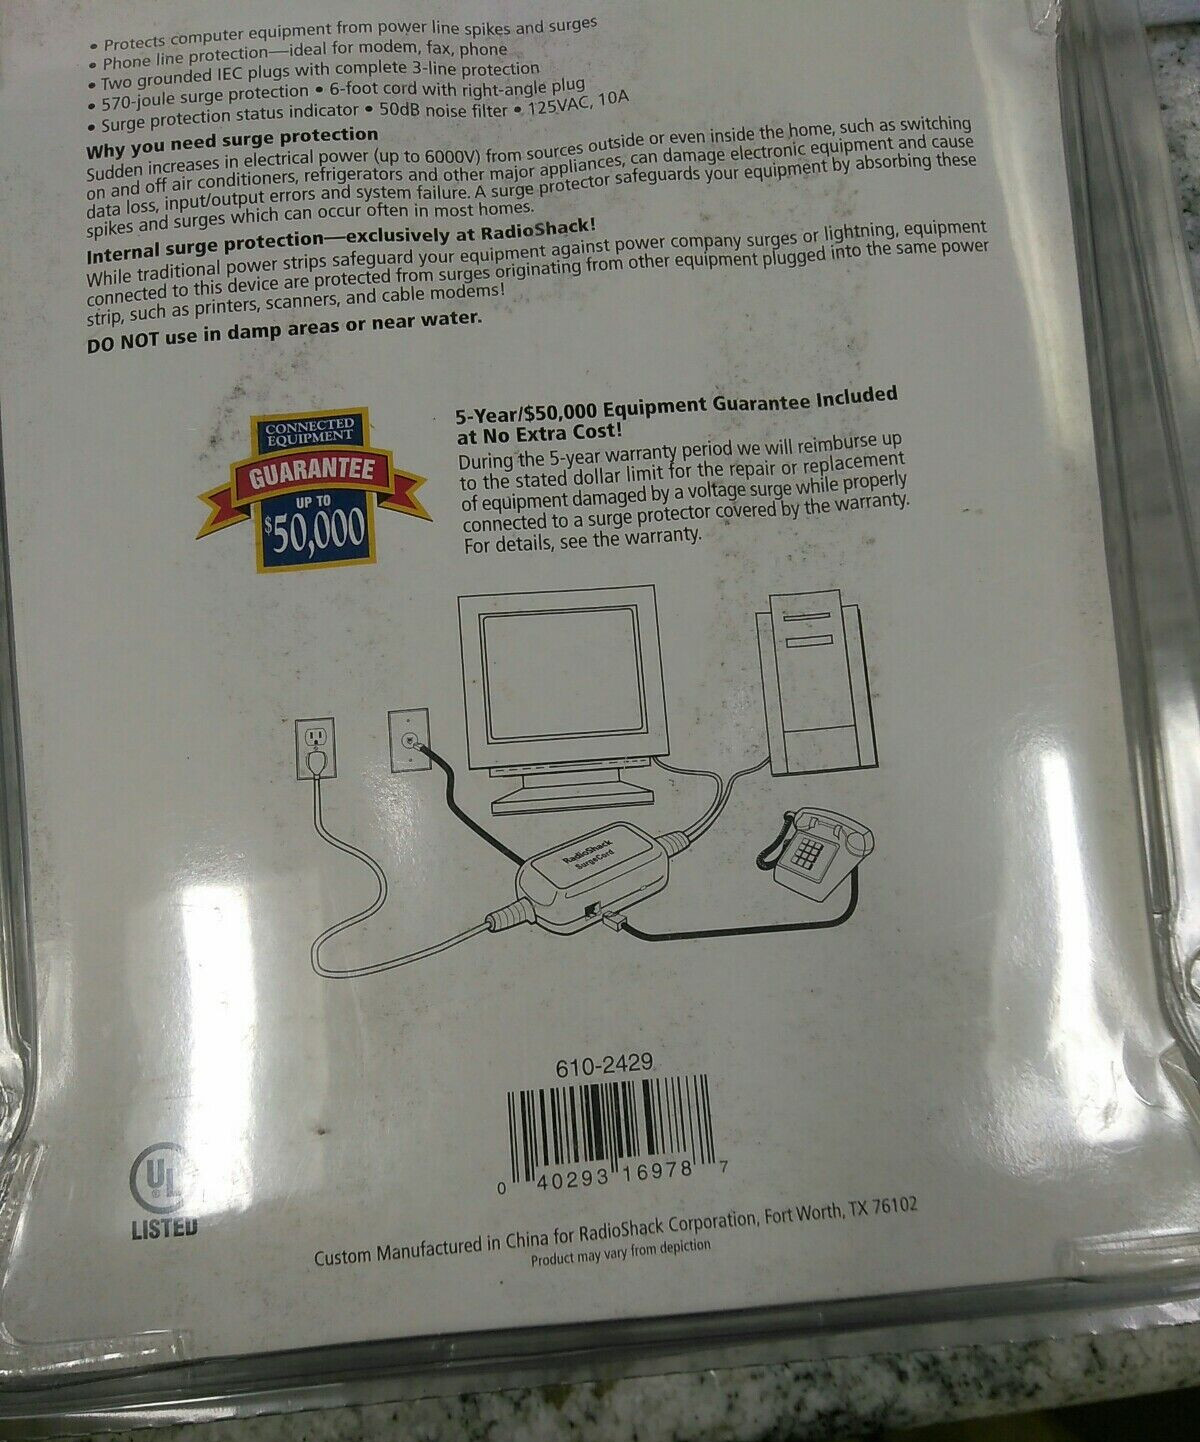 • Protects computer equipment from power line spikes and surges
• Phone line protection—ideal for modem, fax, phone
• Two grounded IEC plugs with complete 3-line protection
• 570-joule surge protection • 6-foot cord with right-angle plug
• Surge protection status indicator • 50dB noise filter • 125VAC, 10A
Why you need surge protection
Sudden increases in electrical power (up to 6000V) from sources outside or even inside the home, such as switching
on and off air conditioners, refrigerators and other major appliances, can damage electronic equipment and cause
data loss, input/output errors and system failure. A surge protector safeguards your equipment by absorbing these
spikes and surges which can occur often in most homes.
Internal surge protection—exclusively at RadioShack!
While traditional power strips safeguard your equipment against power company surges or lightning, equipment
connected to this device are protected from surges originating from other equipment plugged into the same power
strip, such as printers, scanners, and cable modems!
DO NOT use in damp areas or near water.
CONNECTED
EQUIPMENT
GUARANTEE
UP TO
$50,000
5-Year/$50,000 Equipment Guarantee Included
at No Extra Cost!
During the 5-year warranty period we will reimburse up
to the stated dollar limit for the repair or replacement
of equipment damaged by a voltage surge while properly
connected to a surge protector covered by the warranty.
For details, see the warranty.
RadioShack
SurgeCord
610-2429
0 40293 16978 7
UL
®
LISTED
Custom Manufactured in China for RadioShack Corporation, Fort Worth, TX 76102
Product may vary from depiction